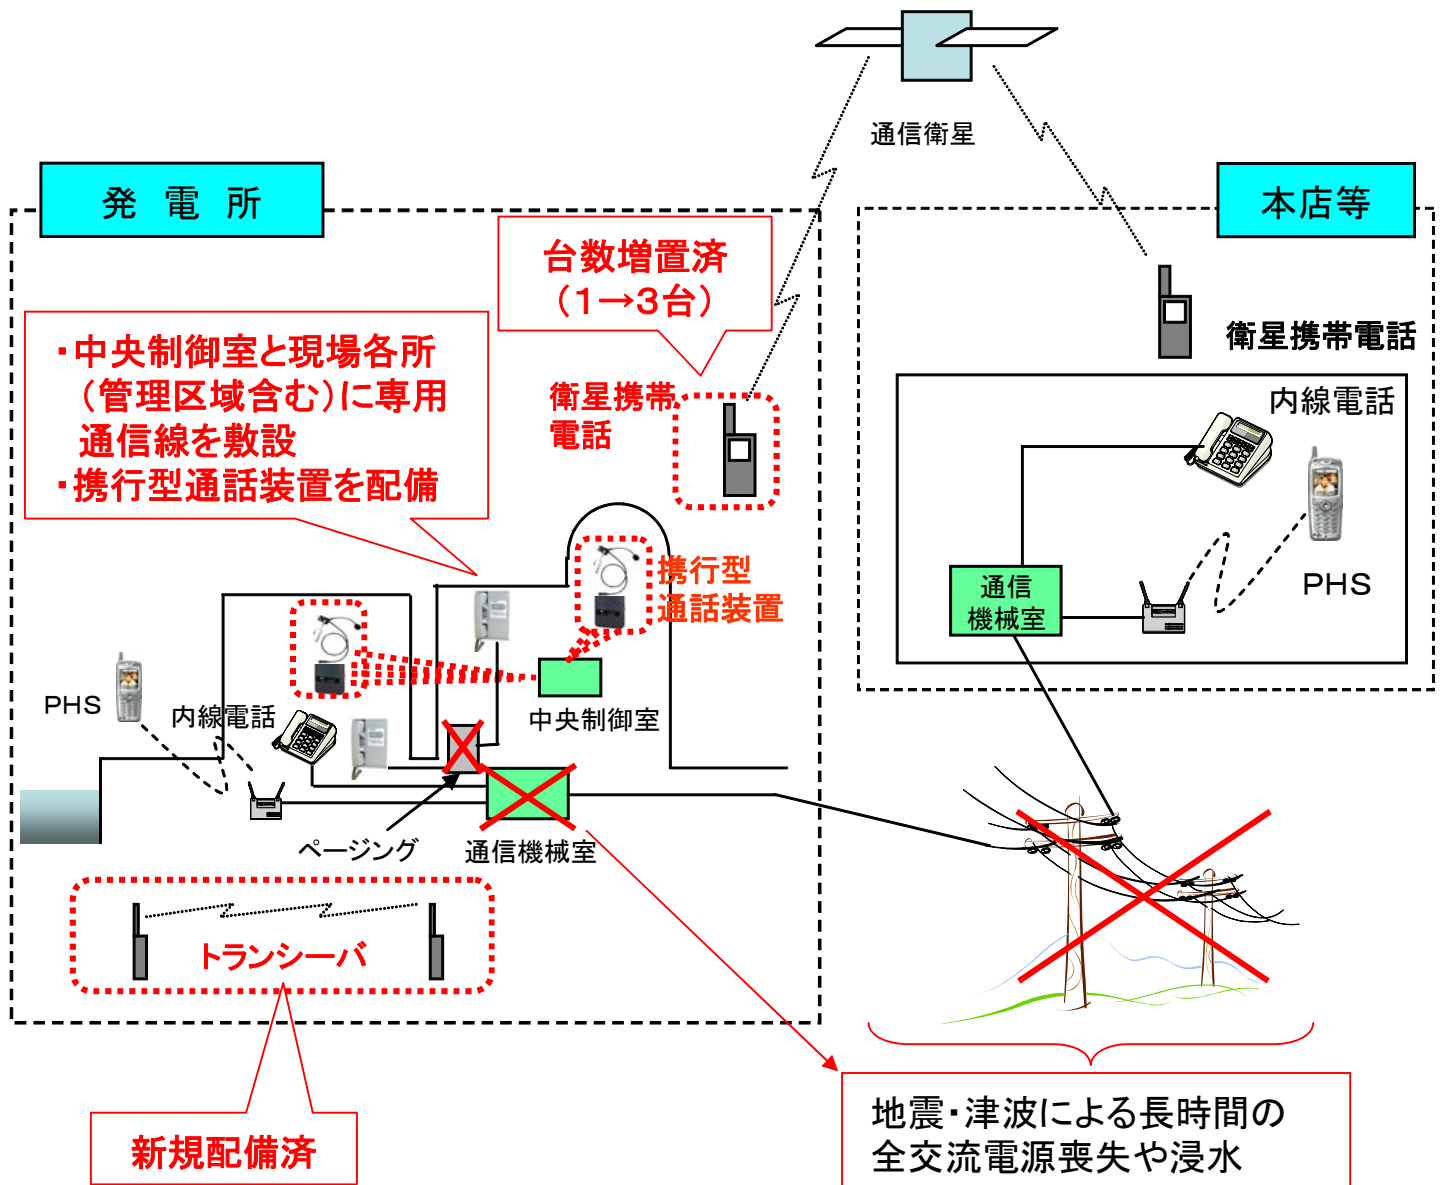 通信衛星
発 電 所
本店等
台数増置済
(1→3台)
・中央制御室と現場各所
(管理区域含む)に専用
通信線を敷設
・携行型通話装置を配備
衛星携帯
電話
衛星携帯電話
内線電話
PHS
通信
機械室
携行型
通話装置
中央制御室
PHS
内線電話
ページング
通信機械室
トランシーバ
新規配備済
地震・津波による長時間の
全交流電源喪失や浸水